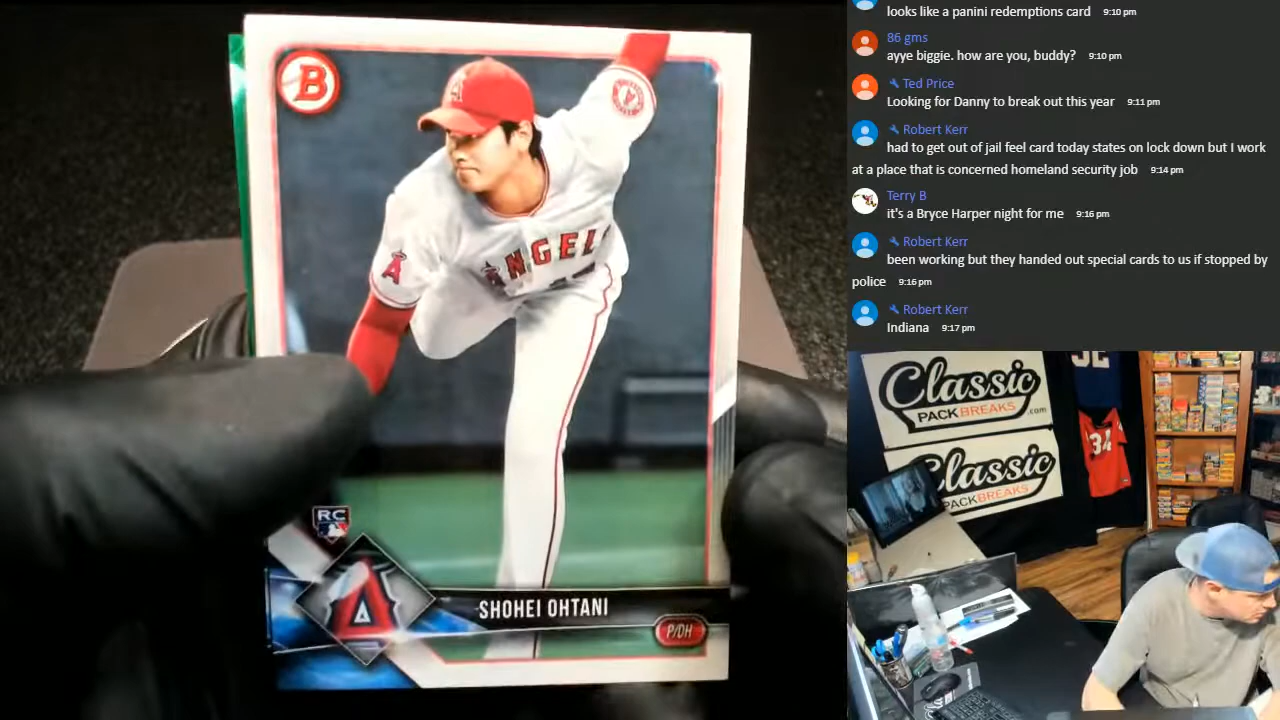 B
A
A
ANGELS
RC
A
SHOHEI OHTANI
P/DH
looks like a panini redemptions card 9:10 pm
86 gms
ayye biggie. how are you, buddy? 9:10 pm
Ted Price
Looking for Danny to break out this year 9:11 pm
Robert Kerr
had to get out of jail feel card today states on lock down but I work
at a place that is concerned homeland security job 9:14 pm
Terry B
it's a Bryce Harper night for me 9:16 pm
Robert Kerr
been working but they handed out special cards to us if stopped by
police 9:16 pm
Robert Kerr
Indiana 9:17 pm
Classic
PACKBREAKS.com
Classic
PACKBREAKS
34